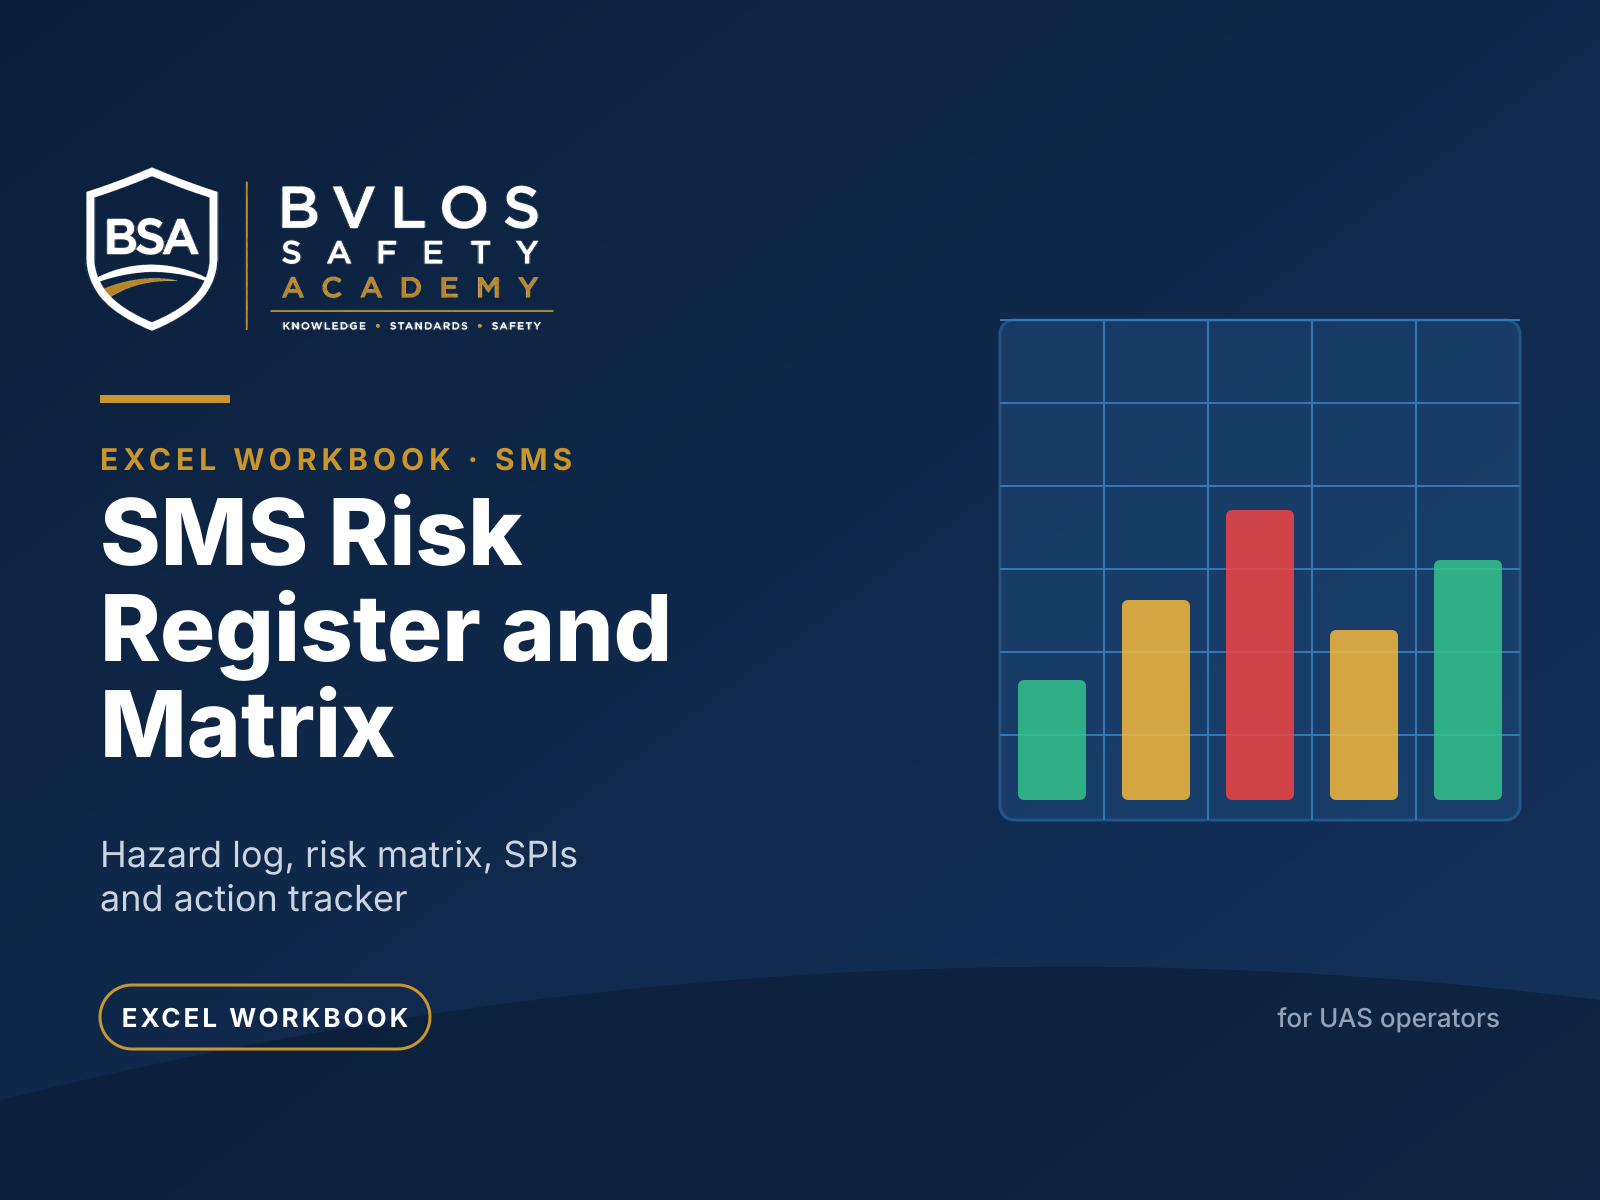 BSA
BVLOS
SAFETY
ACADEMY
KNOWLEDGE • STANDARDS • SAFETY
EXCEL WORKBOOK · SMS
SMS Risk
Register and
Matrix
Hazard log, risk matrix, SPIs
and action tracker
EXCEL WORKBOOK
for UAS operators